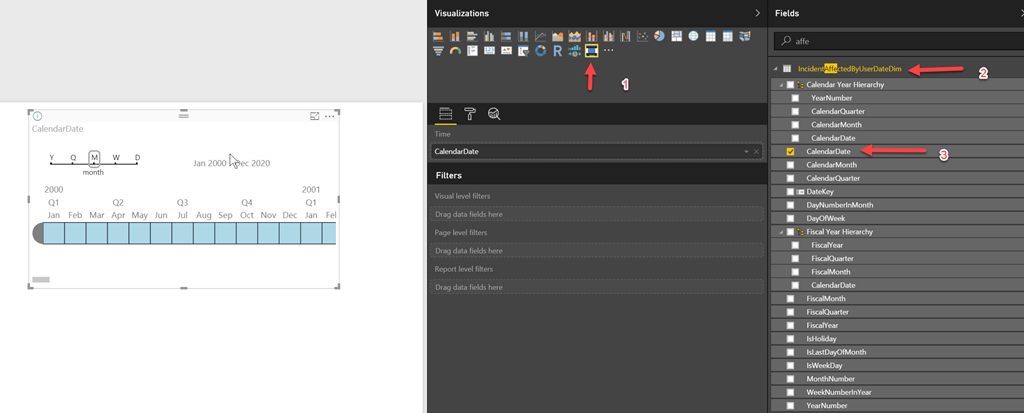 CalendarDate
Y Q M W D
month
Jan 2000 - Dec 2020
2000 2001
Q1 Q2 Q3 Q4 Q1
Jan Feb Mar Apr May Jun Jul Aug Sep Oct Nov Dec Jan Fel
Visualizations
R
1
Time
CalendarDate
Filters
Visual level filters
Drag data fields here
Page level filters
Drag data fields here
Report level filters
Drag data fields here
Fields
affe
IncidentAffectedByUserDateDim
2
Calendar Year Hierarchy
YearNumber
CalendarQuarter
CalendarMonth
CalendarDate
CalendarDate
3
CalendarMonth
CalendarQuarter
DateKey
DayNumberInMonth
DayOfWeek
Fiscal Year Hierarchy
FiscalYear
FiscalQuarter
FiscalMonth
CalendarDate
FiscalMonth
FiscalQuarter
FiscalYear
IsHoliday
IsLastDayOfMonth
IsWeekDay
MonthNumber
WeekNumberInYear
YearNumber